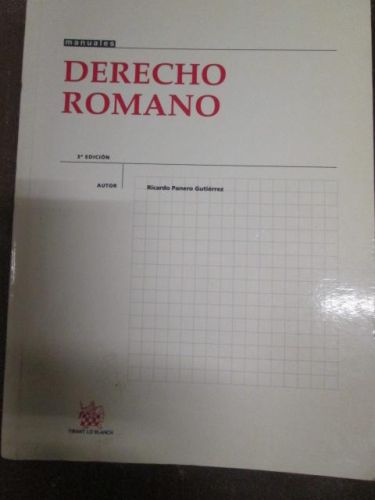 manuales
DERECHO
ROMANO
3ª EDICIÓN
AUTOR
Ricardo Panero Gutiérrez
TIRANT LO BLANCH